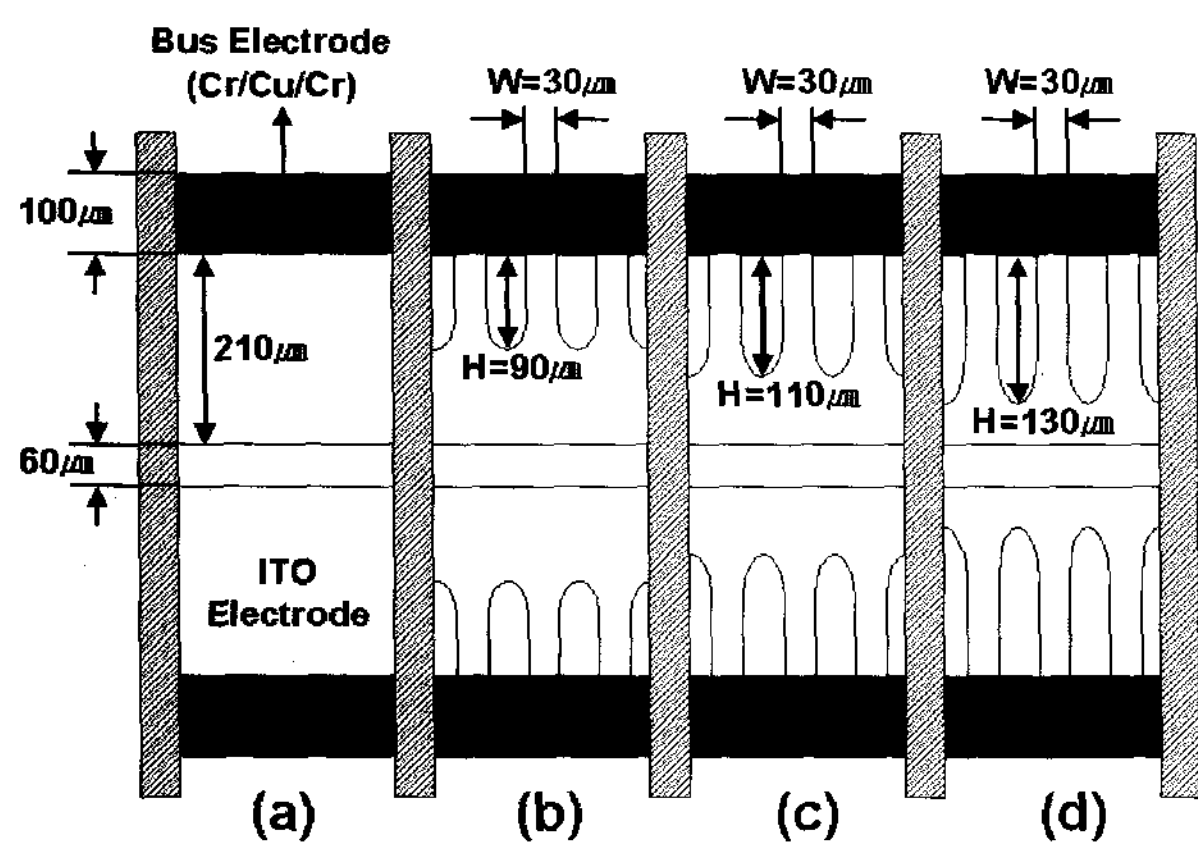 Bus Electrode
(Cr/Cu/Cr)
W=30㎛
W=30㎛
W=30㎛
100㎛
210㎛
H=90㎛
H=110㎛
H=130㎛
60㎛
ITO
Electrode
(a)
(b)
(c)
(d)